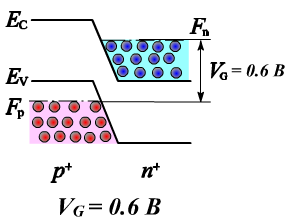 E_C
F_n
E_V
V_G = 0.6 В
F_p
p⁺ n⁺
V_G = 0.6 В